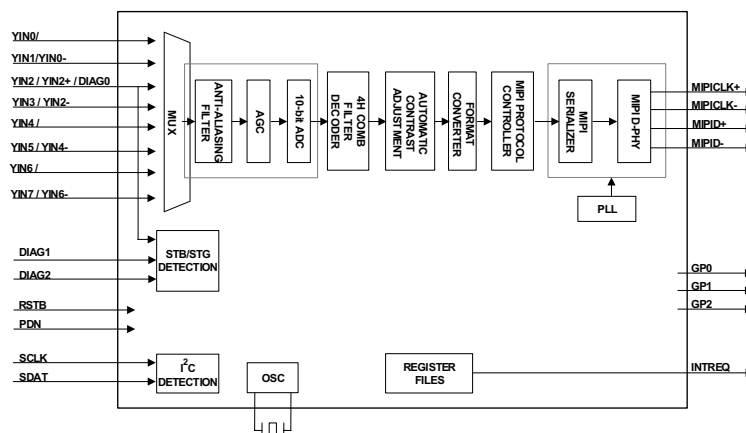 YIN0/
YIN1/YIN0-
YIN2 / YIN2+ / DIAG0
YIN3 / YIN2-
YIN4 /
YIN5 / YIN4-
YIN6 /
YIN7 / YIN6-
MUX
ANTI-ALIASING
FILTER
AGC
10-bit ADC
4H COMB
FILTER
DECODER
AUTOMATIC
CONTRAST
ADJUSTMENT
FORMAT
CONVERTER
MIPI PROTOCOL
CONTROLLER
MIPI
SERIALIZER
MIPI D-PHY
MIPICLK+
MIPICLK-
MIPID+
MIPID-
PLL
DIAG1
DIAG2
STB/STG
DETECTION
GP0
GP1
GP2
RSTB
PDN
SCLK
SDAT
I2C
DETECTION
OSC
REGISTER
FILES
INTREQ